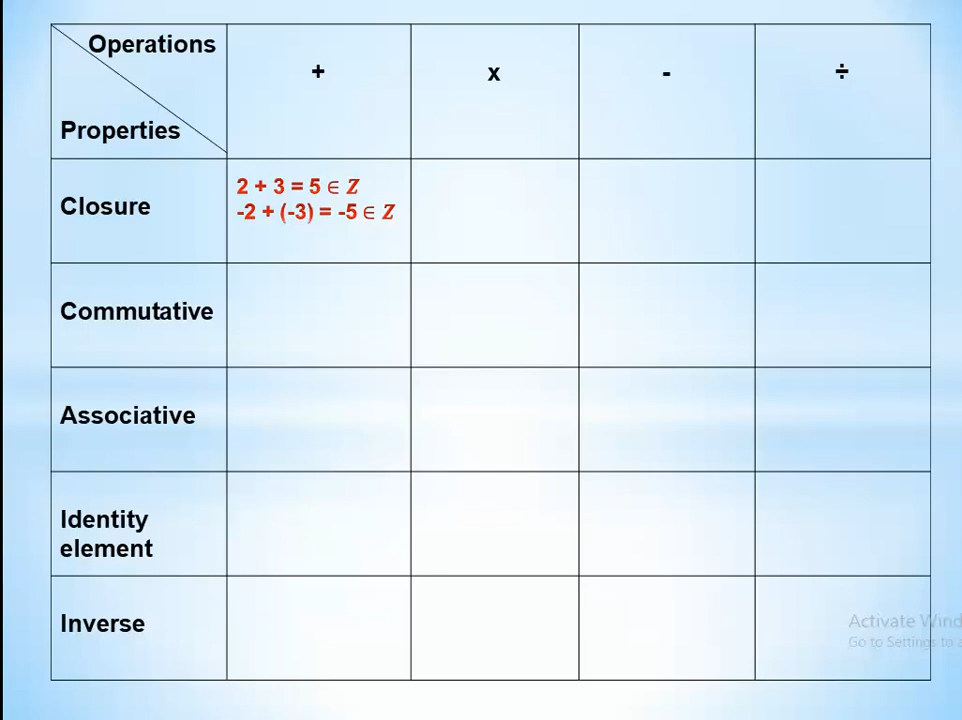 Operations
Properties
+
x
-
÷
Closure
2 + 3 = 5 ∈ Z
-2 + (-3) = -5 ∈ Z
Commutative
Associative
Identity
element
Inverse
Activate Wind
Go to Settings to a